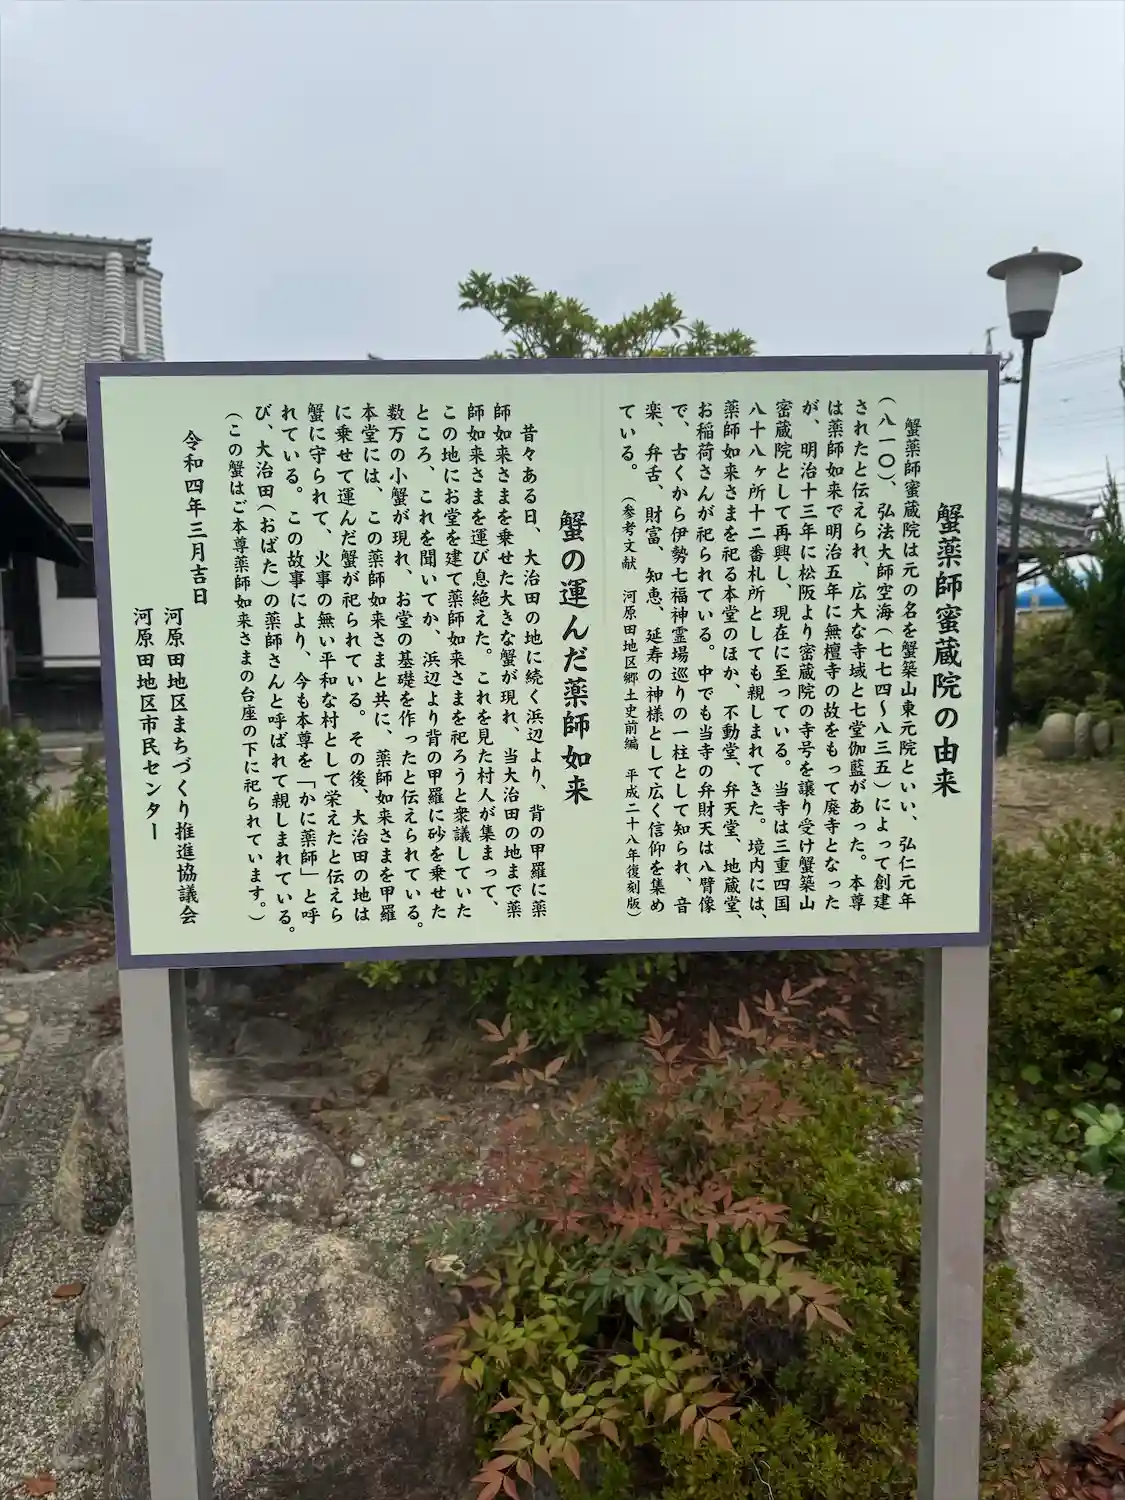 蟹薬師蜜蔵院の由来
蟹薬師蜜蔵院は元の名を蟹築山東元院といい、弘仁元年
(八一〇)、弘法大師空海(七七四〜八三五)によって創建
されたと伝えられ、広大な寺域と七堂伽藍があった。本尊
は薬師如来で明治五年に無檀寺の故をもって廃寺となった
が、明治十三年に松阪より密蔵院の寺号を譲り受け蟹築山
密蔵院として再興し、現在に至っている。当寺は三重四国
八十八ヶ所十二番札所としても親しまれてきた。境内には、
薬師如来さまを祀る本堂のほか、不動堂、弁天堂、地蔵堂、
お稲荷さんが祀られている。中でも当寺の弁財天は八臂像
で、古くから伊勢七福神霊場巡りの一柱として知られ、音
楽、弁舌、財富、知恵、延寿の神様として広く信仰を集め
ている。(参考文献 河原田地区郷土史前編 平成二十八年復刻版)
蟹の運んだ薬師如来
昔々ある日、大治田の地に続く浜辺より、背の甲羅に薬
師如来さまを乗せた大きな蟹が現れ、当大治田の地まで薬
師如来さまを運び息絶えた。これを見た村人が集まって、
この地にお堂を建て薬師如来さまを祀ろうと衆議していた
ところ、これを聞いてか、浜辺より背の甲羅に砂を乗せた
数万の小蟹が現れ、お堂の基礎を作ったと伝えられている。
本堂には、この薬師如来さまと共に、薬師如来さまを甲羅
に乗せて運んだ蟹が祀られている。その後、大治田の地は
蟹に守られて、火事の無い平和な村として栄えたと伝えら
れている。この故事により、今も本尊を「かに薬師」と呼
び、大治田(おばた)の薬師さんと呼ばれて親しまれている。
(この蟹はご本尊薬師如来さまの台座の下に祀られています。)
令和四年三月吉日
河原田地区まちづくり推進協議会
河原田地区市民センター